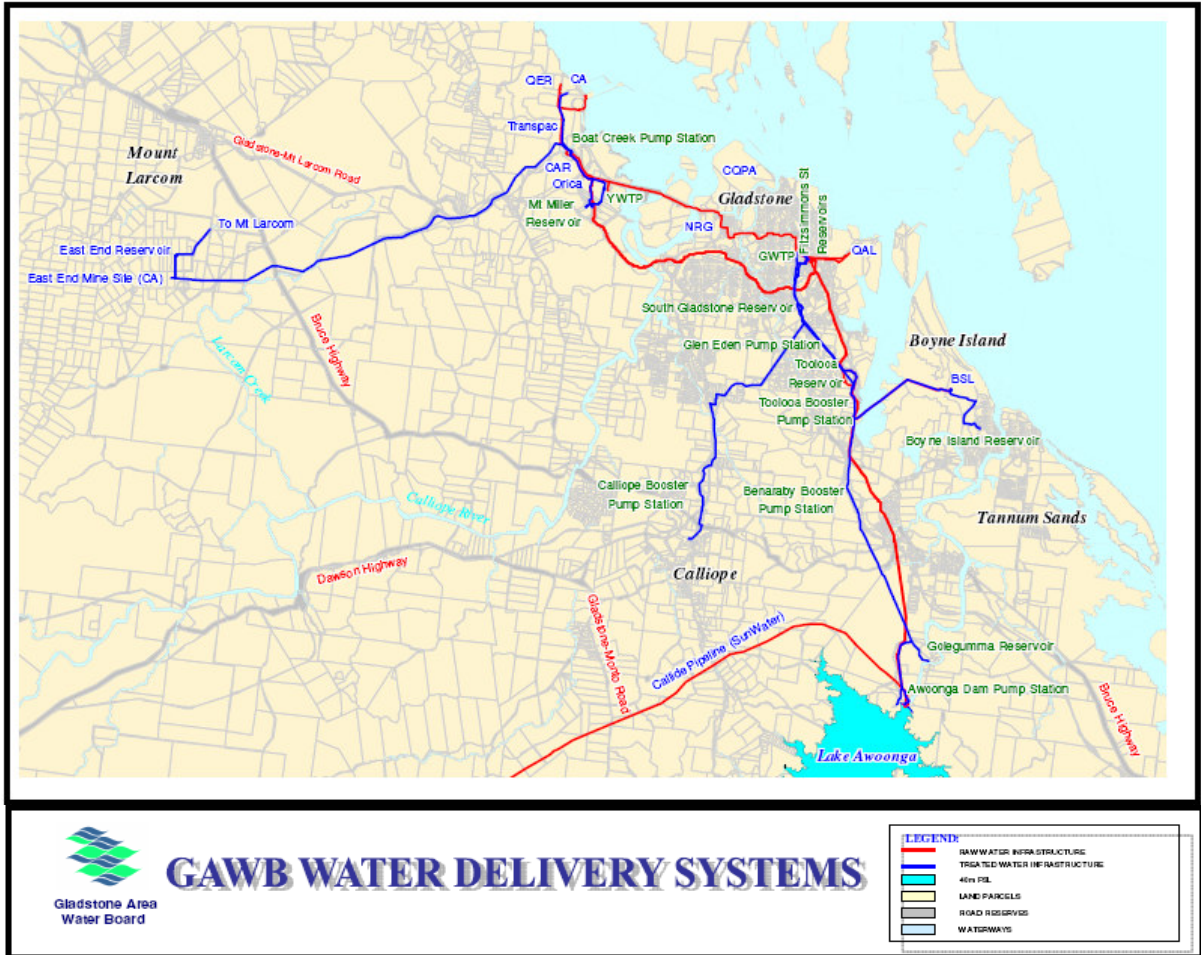 QER
CA
Transpac
Boat Creek Pump Station
Gladstone-Mt Larcom Road
Mount
Larcom
CAR
Orica
YWTP
Mt Miller
Reservoir
CQPA
Gladstone
Fitzsimmons St
Reservoirs
NRG
GWTP
QAL
To Mt Larcom
East End Reservoir
East End Mine Site (CA)
South Gladstone Reservoir
Bruce Highway
Larcom Creek
Glen Eden Pump Station
Boyne Island
Toolooa
Reservoir
BSL
Toolooa Booster
Pump Station
Boyne Island Reservoir
Calliope Booster
Pump Station
Benaraby Booster
Pump Station
Calliope River
Tannum Sands
Dawson Highway
Calliope
Gladstone-Monto Road
Callide Pipeline (SunWater)
Golegumma Reservoir
Awoonga Dam Pump Station
Bruce Highway
Lake Awoonga
Gladstone Area
Water Board
GAWB WATER DELIVERY SYSTEMS
LEGEND:
RAW WATER INFRASTRUCTURE
TREATED WATER INFRASTRUCTURE
40m FSL
LAND PARCELS
ROAD RESERVES
WATERWAYS